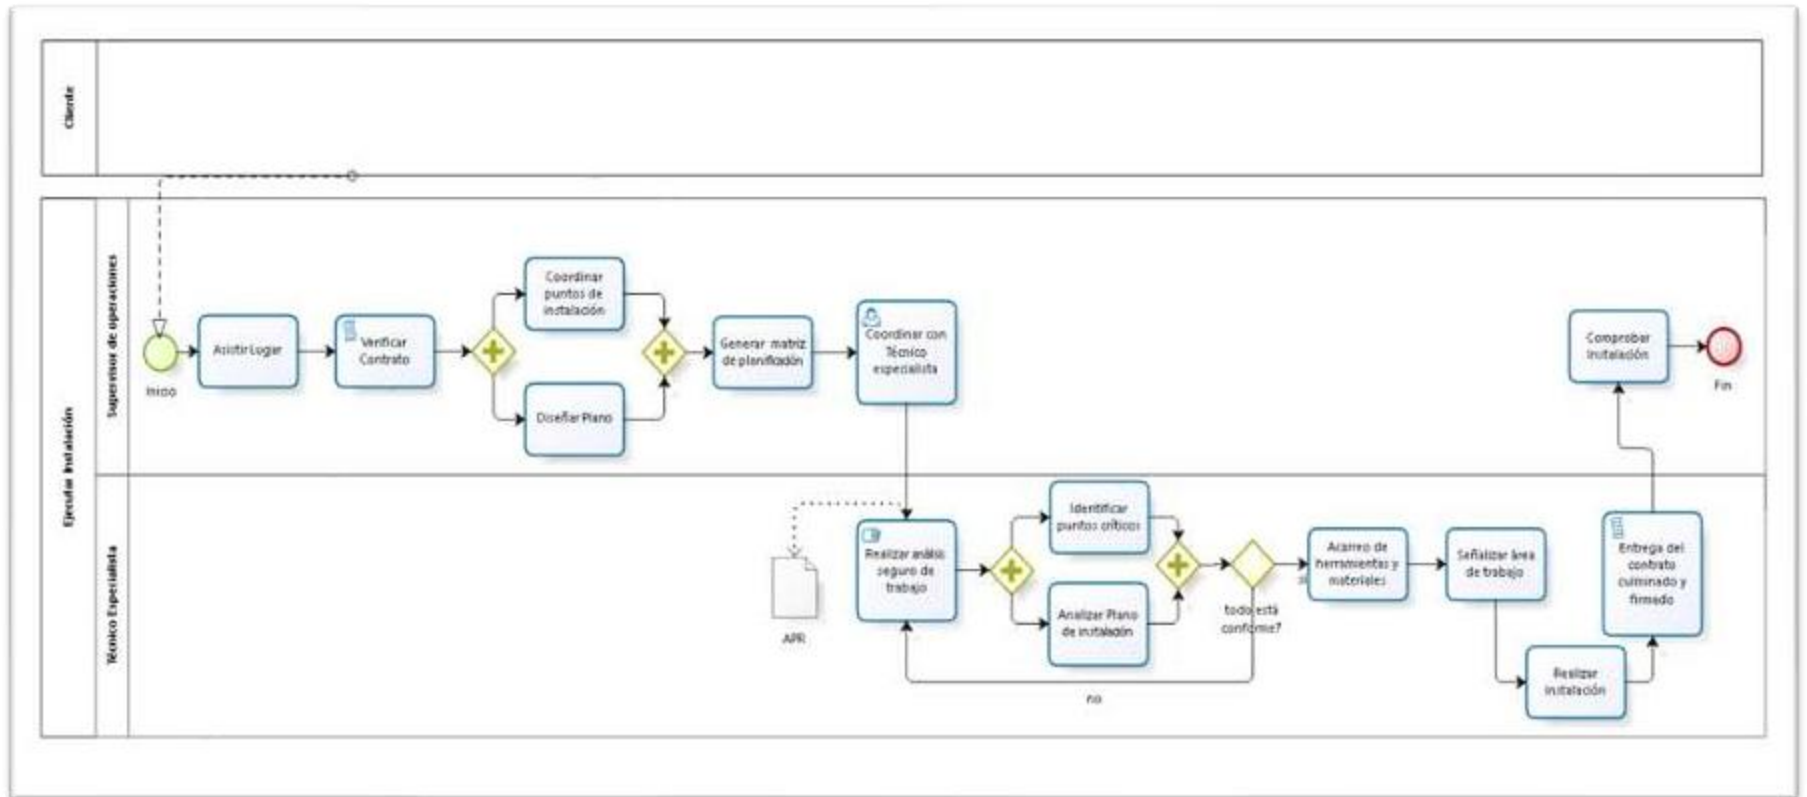 Cliente
Ejecutar Instalación
Supervisor de operaciones
Inicio
Asistir Lugar
Verificar
Contrato
Coordinar
puntos de
instalación
Diseñar Plano
Generar matriz
de planificación
Coordinar con
Técnico
especialista
Comprobar
Instalación
Fin
Técnico Especialista
APR
Realizar análisis
seguro de
trabajo
Identificar
puntos críticos
Analizar Plano
de instalación
todo está
conforme?
no
si
Acarreo de
herramientas y
materiales
Señalizar área
de trabajo
Realizar
instalación
Entrega del
contrato
culminado y
firmado